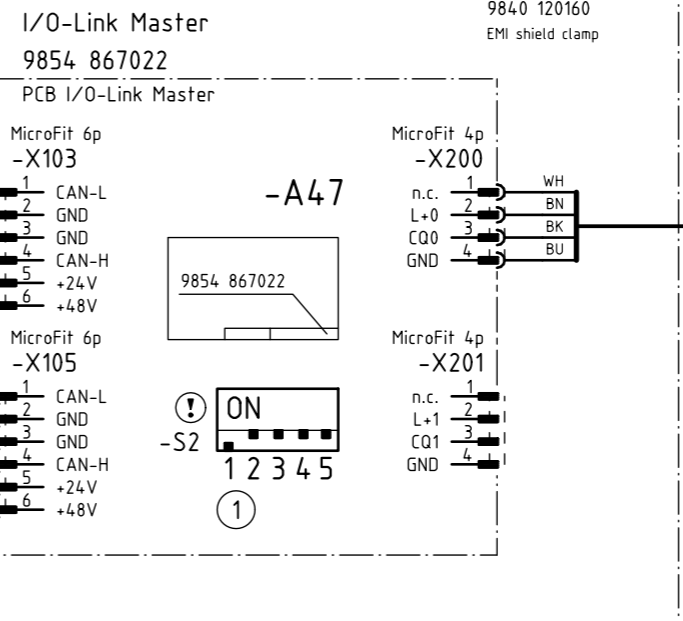 I/O-Link Master
9854 867022
9840 120160
EMI shield clamp
PCB I/O-Link Master
MicroFit 6p
-X103
1 CAN-L
2 GND
3 GND
4 CAN-H
5 +24V
6 +48V
-A47
9854 867022
MicroFit 4p
-X200
n.c. 1 WH
L+0 2 BN
CQ0 3 BK
GND 4 BU
MicroFit 6p
-X105
1 CAN-L
2 GND
3 GND
4 CAN-H
5 +24V
6 +48V
! ON
-S2
1 2 3 4 5
1
MicroFit 4p
-X201
n.c. 1
L+1 2
CQ1 3
GND 4